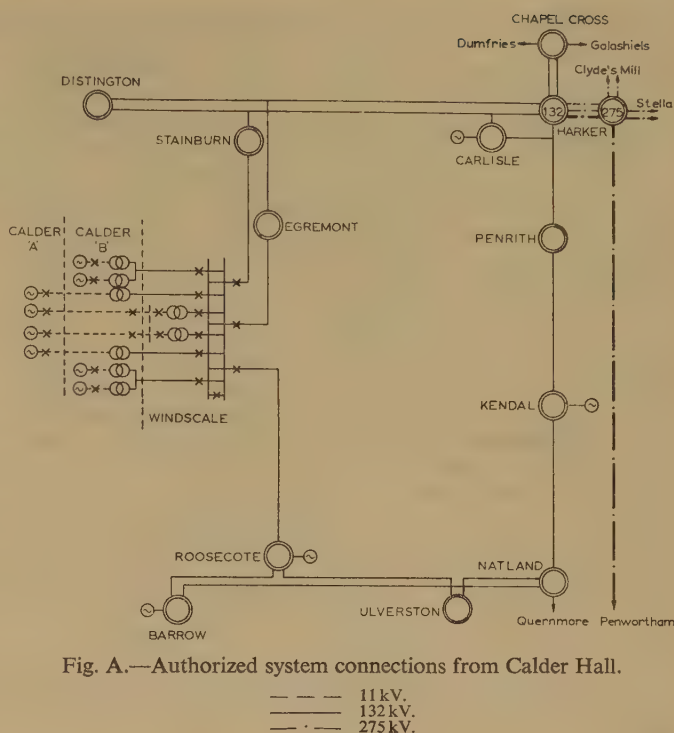 CHAPEL CROSS
Dumfries
Galashiels
Clyde's Mill
DISTINGTON
132
275
Stella
HARKER
STAINBURN
CARLISLE
EGREMONT
PENRITH
CALDER
'A'
CALDER
'B'
WINDSCALE
KENDAL
ROOSECOTE
NATLAND
BARROW
ULVERSTON
Quernmore
Penwortham
Fig. A.—Authorized system connections from Calder Hall.
11 kV.
132 kV.
275 kV.